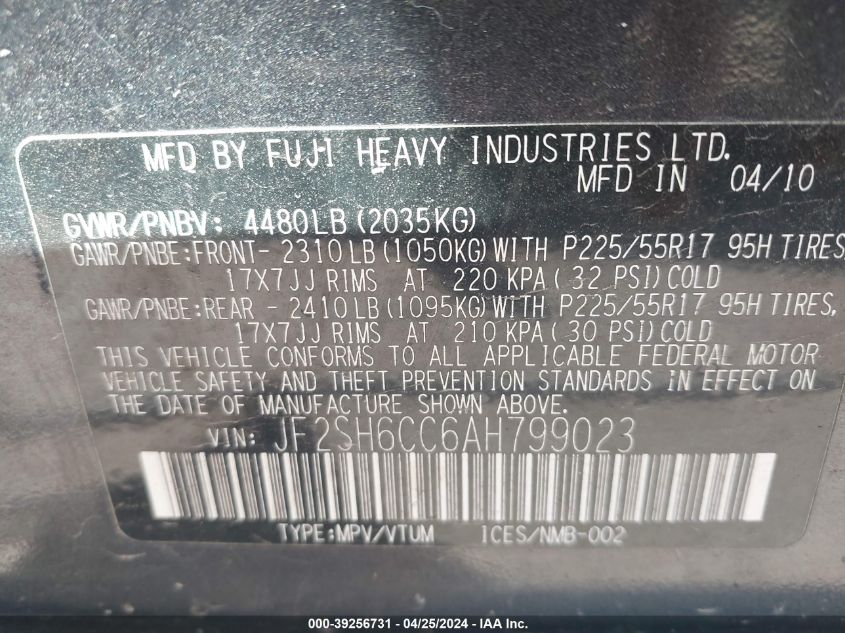 MFD BY FUJI HEAVY INDUSTRIES LTD.
MFD IN 04/10
GVWR/PNBV: 4480LB (2035KG)
GAWR/PNBE:FRONT- 2310LB(1050KG)WITH P225/55R17 95H TIRES,
17X7JJ RIMS AT 220 KPA(32 PSI)COLD
GAWR/PNBE:REAR - 2410LB(1095KG)WITH P225/55R17 95H TIRES,
17X7JJ RIMS AT 210 KPA(30 PSI)COLD
THIS VEHICLE CONFORMS TO ALL APPLICABLE FEDERAL MOTOR
VEHICLE SAFETY AND THEFT PREVENTION STANDARDS IN EFFECT ON
THE DATE OF MANUFACTURE SHOWN ABOVE.
VIN: JF2SH6CC6AH799023
TYPE:MPV/VTUM ICES/NMB-002
000-39256731 - 04/25/2024 - IAA Inc.